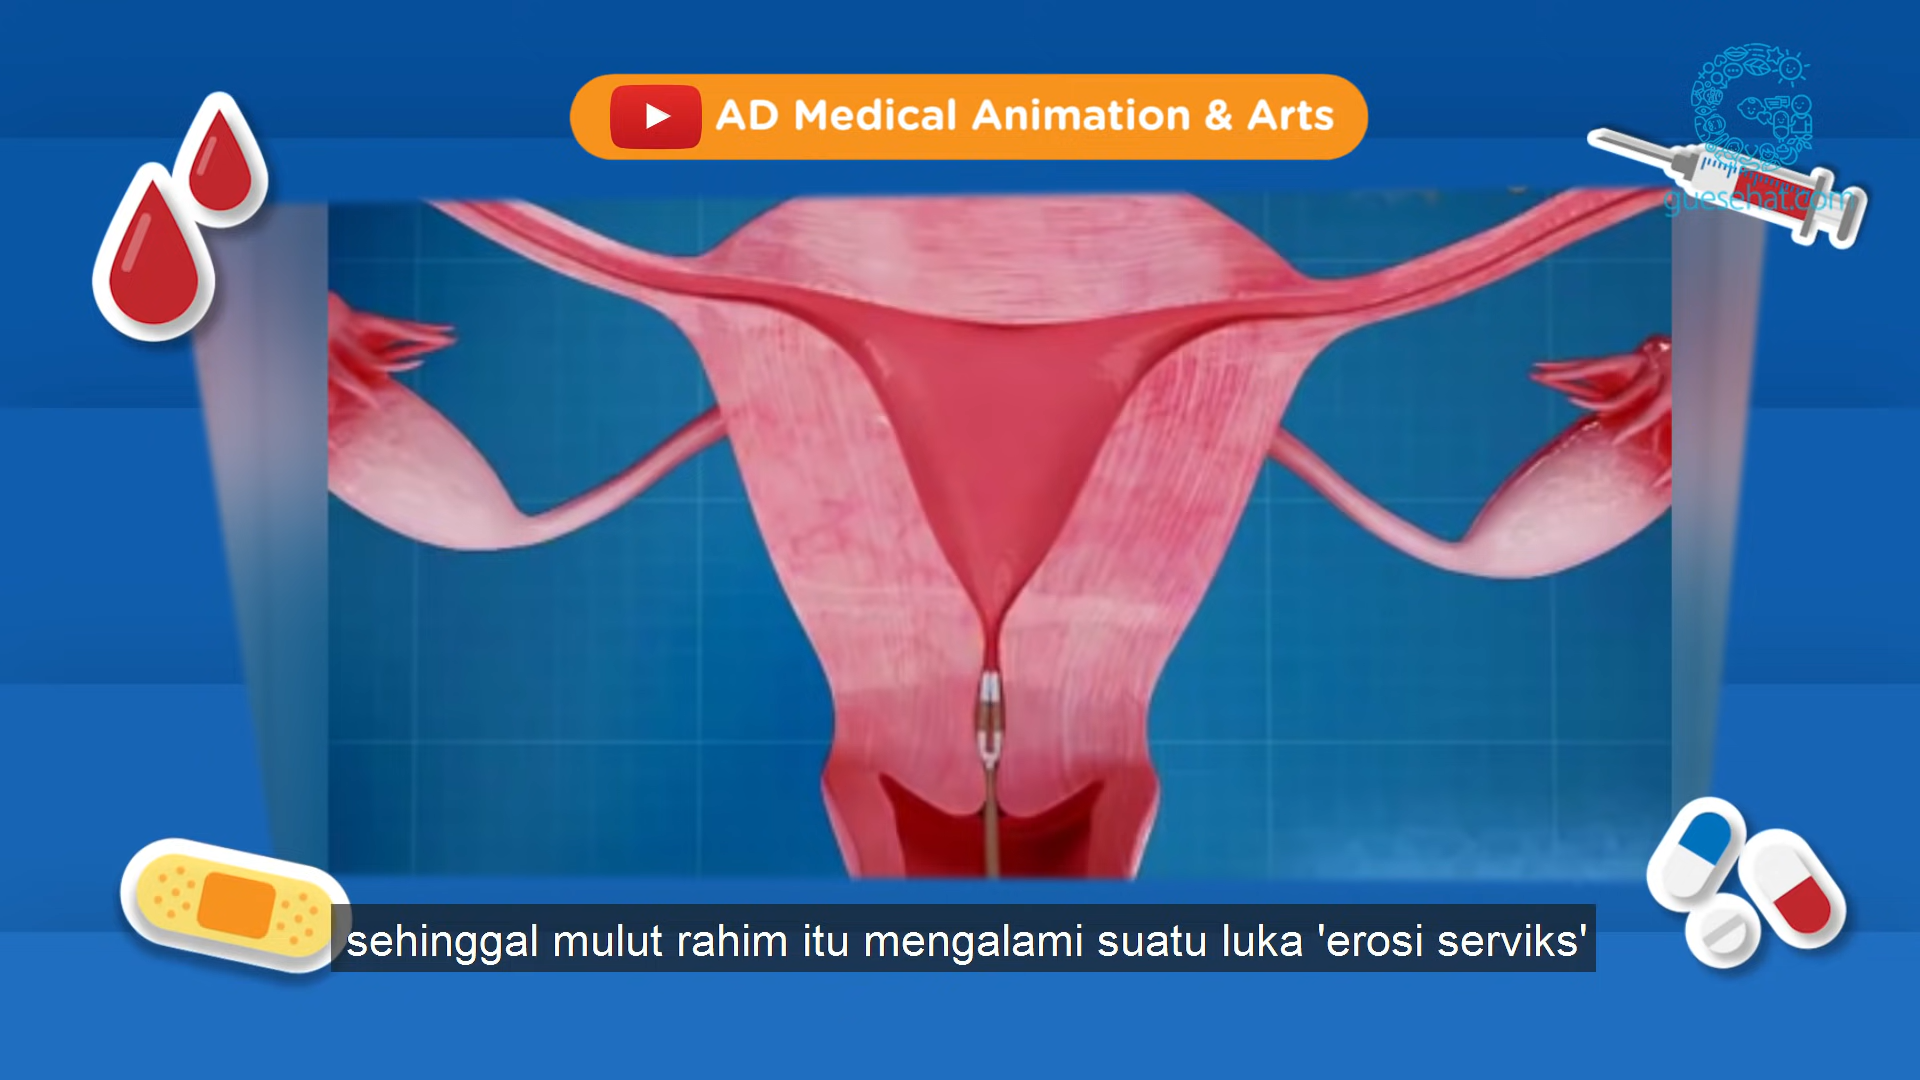 AD Medical Animation & Arts
guesehat.com
sehinggal mulut rahim itu mengalami suatu luka 'erosi serviks'